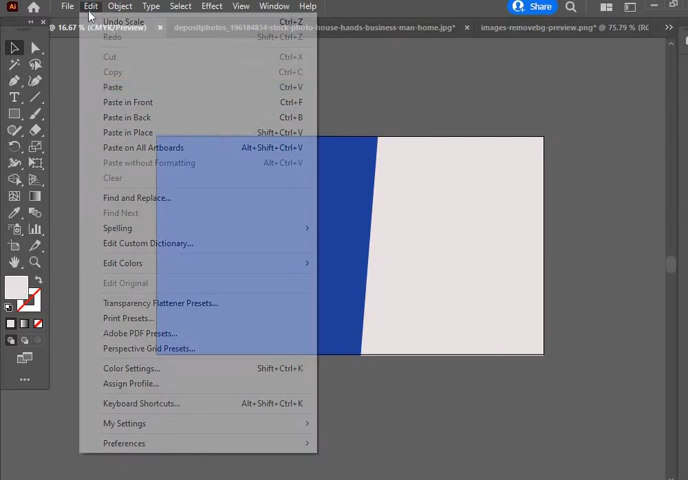 Ai File Edit Object Type Select Effect View Window Help Share
@ 16.67 % (CMYK/Preview) × depositphotos_196184834-stock-photo-house-hands-business-man-home.jpg* × images-removebg-preview.png* @ 75.79 % (RG
Undo Scale Ctrl+Z
Redo Shift+Ctrl+Z
Cut Ctrl+X
Copy Ctrl+C
Paste Ctrl+V
Paste in Front Ctrl+F
Paste in Back Ctrl+B
Paste in Place Shift+Ctrl+V
Paste on All Artboards Alt+Shift+Ctrl+V
Paste without Formatting Alt+Ctrl+V
Clear
Find and Replace...
Find Next
Spelling
Edit Custom Dictionary...
Edit Colors
Edit Original
Transparency Flattener Presets...
Print Presets...
Adobe PDF Presets...
Perspective Grid Presets...
Color Settings... Shift+Ctrl+K
Assign Profile...
Keyboard Shortcuts... Alt+Shift+Ctrl+K
My Settings
Preferences